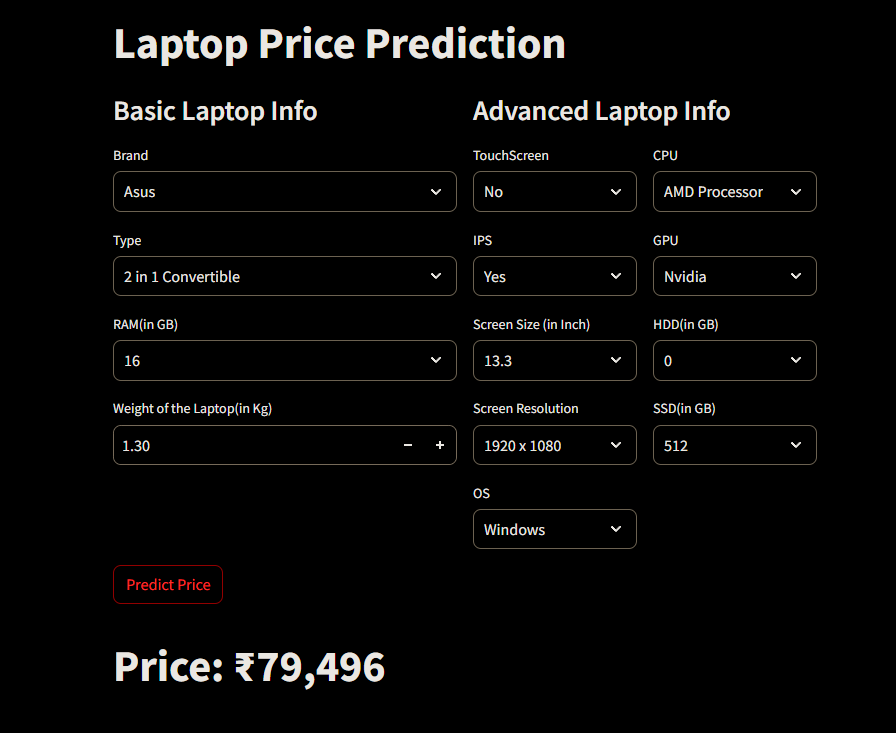 Laptop Price Prediction
Basic Laptop Info
Brand
Asus
Type
2 in 1 Convertible
RAM(in GB)
16
Weight of the Laptop(in Kg)
1.30
Advanced Laptop Info
TouchScreen
No
CPU
AMD Processor
IPS
Yes
GPU
Nvidia
Screen Size (in Inch)
13.3
HDD(in GB)
0
Screen Resolution
1920 x 1080
SSD(in GB)
512
OS
Windows
Predict Price
Price: ₹79,496